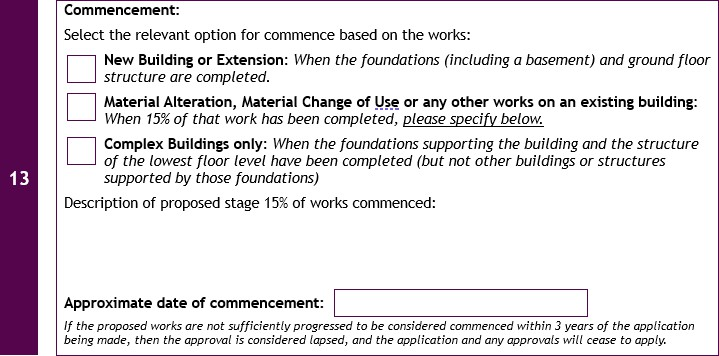 Commencement:
Select the relevant option for commence based on the works:
New Building or Extension: When the foundations (including a basement) and ground floor
structure are completed.
Material Alteration, Material Change of Use or any other works on an existing building:
When 15% of that work has been completed, please specify below.
Complex Buildings only: When the foundations supporting the building and the structure
of the lowest floor level have been completed (but not other buildings or structures
supported by those foundations)
13
Description of proposed stage 15% of works commenced:
Approximate date of commencement:
If the proposed works are not sufficiently progressed to be considered commenced within 3 years of the application
being made, then the approval is considered lapsed, and the application and any approvals will cease to apply.